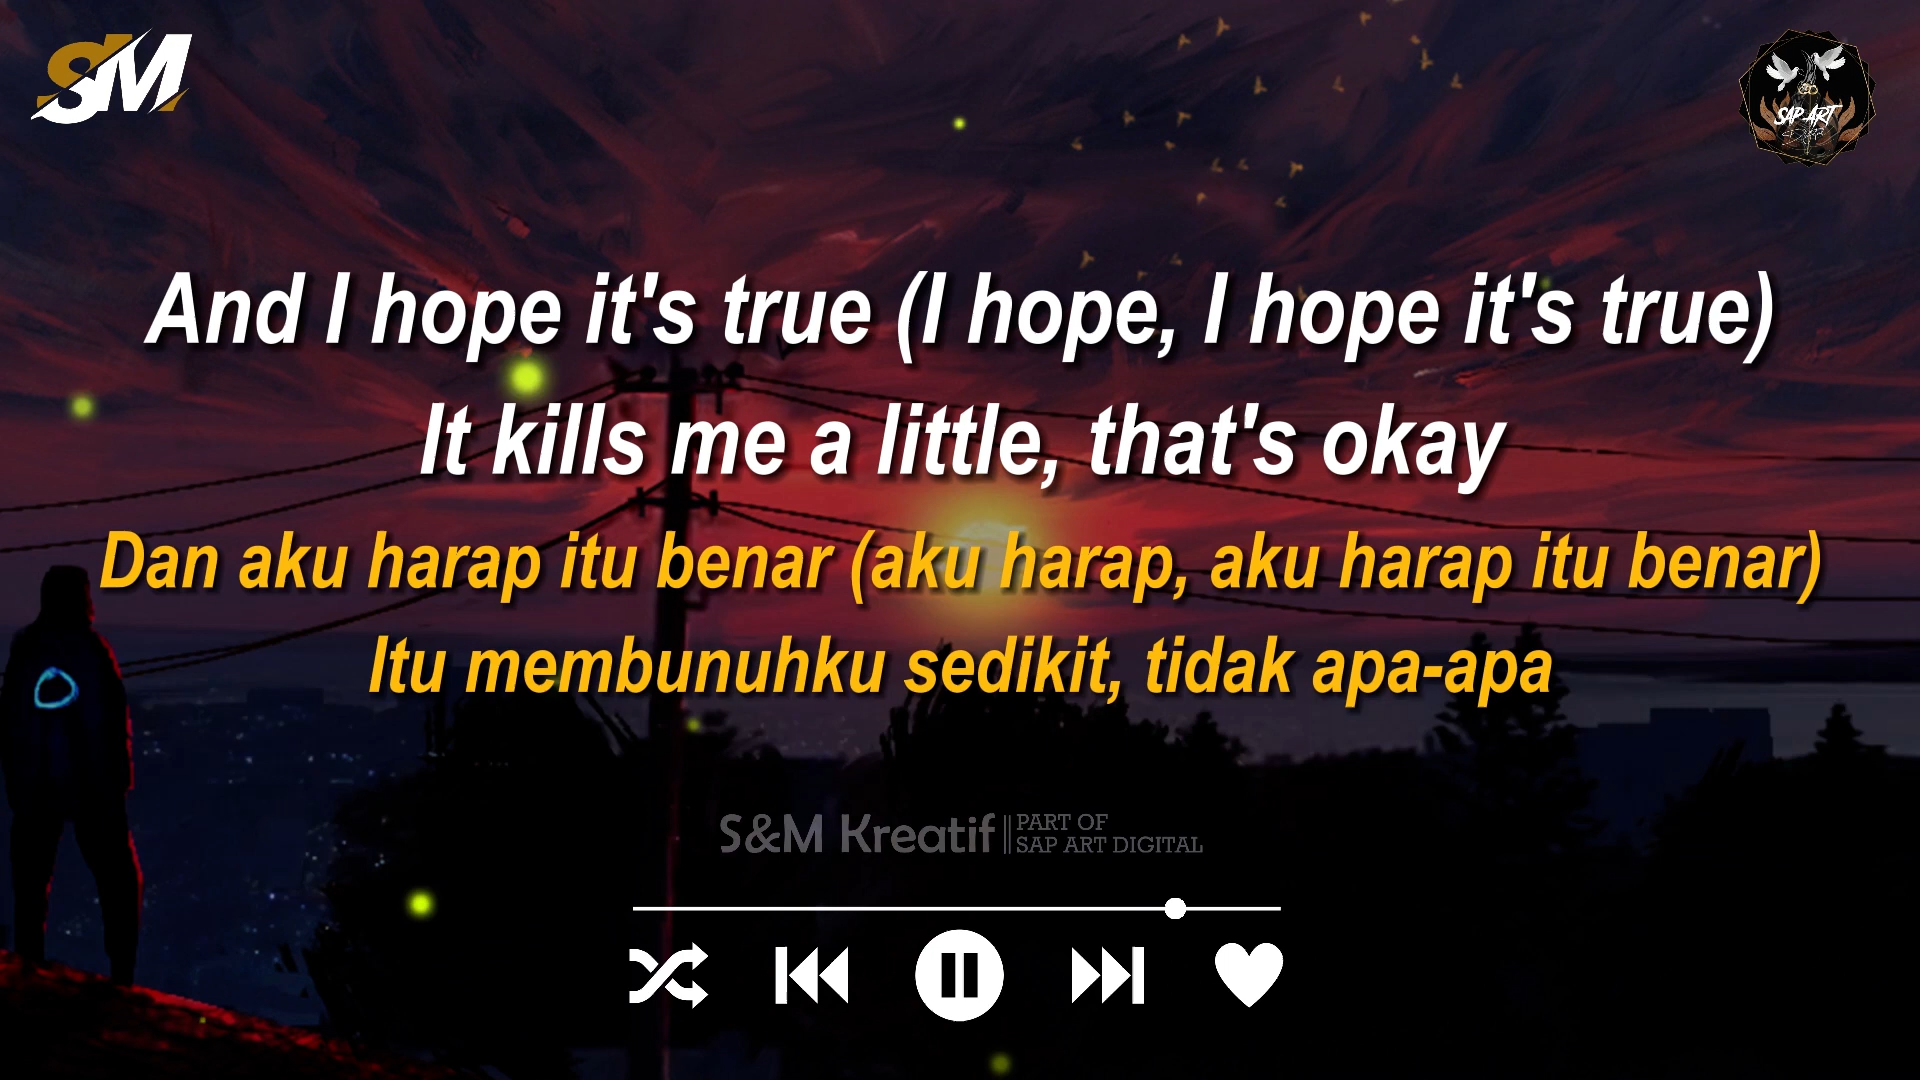 SM
SAP ART
And I hope it's true (I hope, I hope it's true)
It kills me a little, that's okay
Dan aku harap itu benar (aku harap, aku harap itu benar)
Itu membunuhku sedikit, tidak apa-apa
S&M Kreatif
PART OF
SAP ART DIGITAL